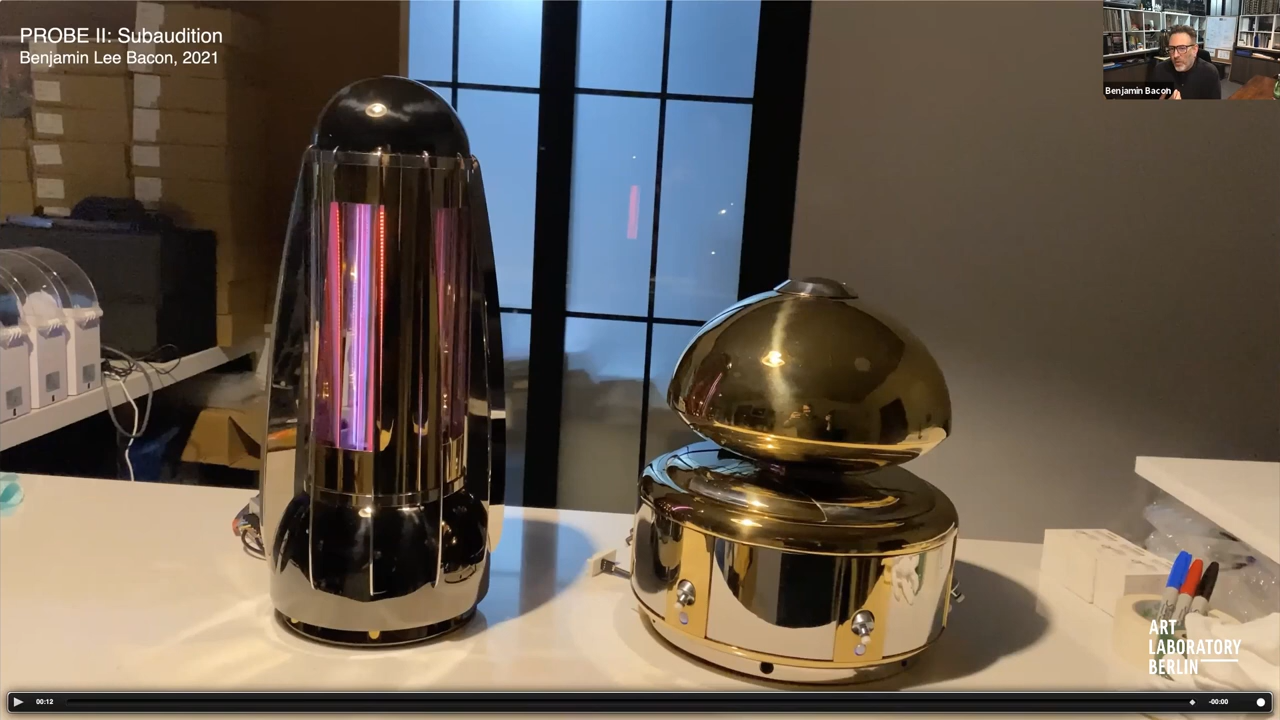 PROBE II: Subaudition
Benjamin Lee Bacon, 2021
Benjamin Bacon
ART
LABORATORY
BERLIN
00:12
-00:00